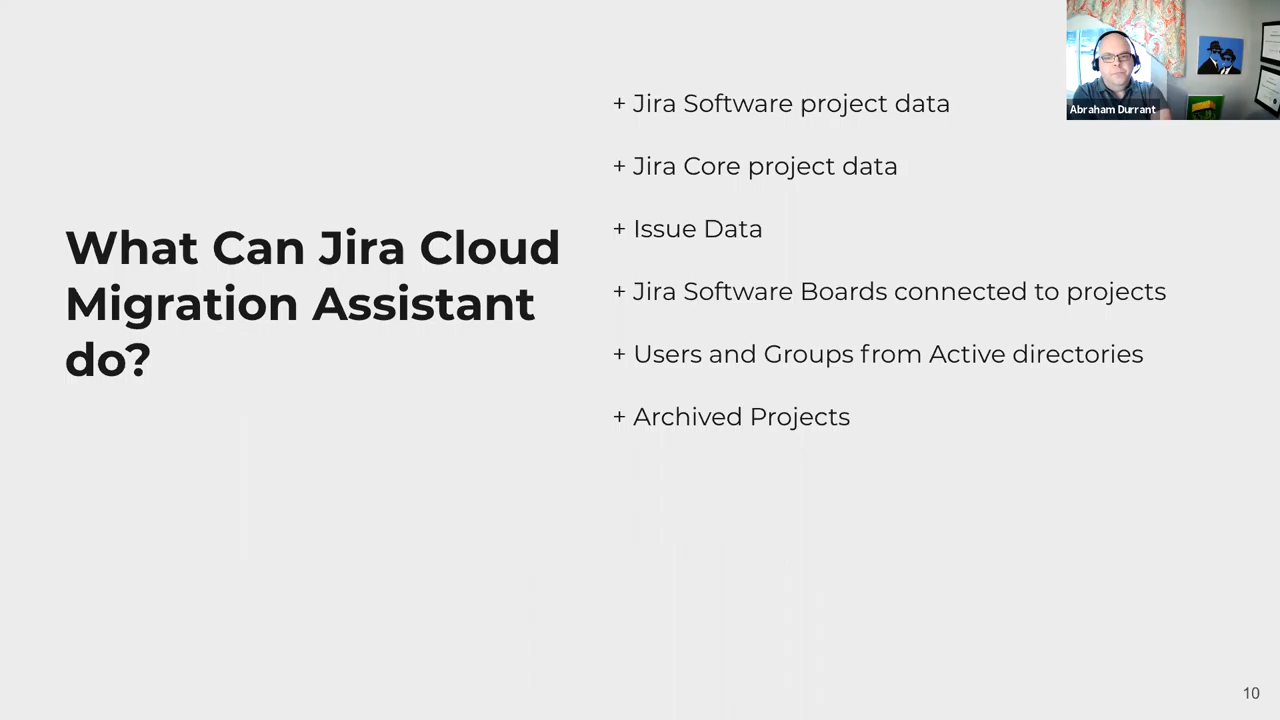 What Can Jira Cloud
Migration Assistant
do?
+ Jira Software project data
+ Jira Core project data
+ Issue Data
+ Jira Software Boards connected to projects
+ Users and Groups from Active directories
+ Archived Projects
Abraham Durrant
10